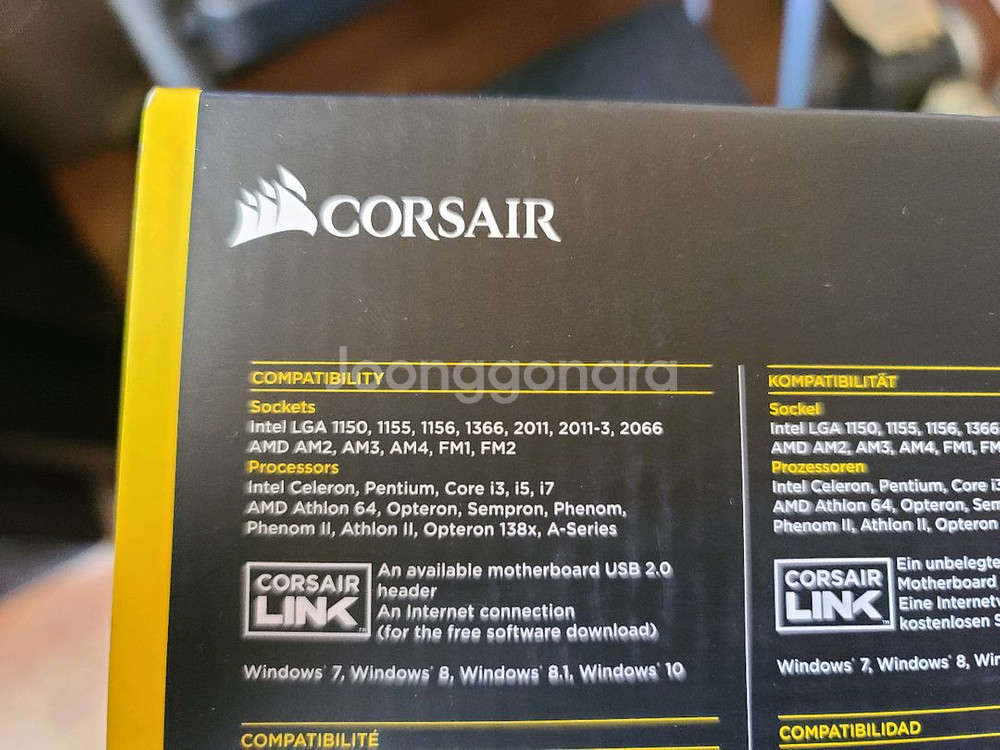 CORSAIR
Joonggonara
COMPATIBILITY
Sockets
Intel LGA 1150, 1155, 1156, 1366, 2011, 2011-3, 2066
AMD AM2, AM3, AM4, FM1, FM2
Processors
Intel Celeron, Pentium, Core i3, i5, i7
AMD Athlon 64, Opteron, Sempron, Phenom,
Phenom II, Athlon II, Opteron 138x, A-Series
CORSAIR
LINK™
An available motherboard USB 2.0
header
An Internet connection
(for the free software download)
Windows® 7, Windows® 8, Windows® 8.1, Windows® 10
COMPATIBILITÉ
KOMPATIBILITÄT
Sockel
Intel LGA 1150, 1155, 1156, 1366
AMD AM2, AM3, AM4, FM1,
Prozessoren
Intel Celeron, Pentium, Core i3
AMD Athlon 64, Opteron,
Phenom II, Athlon II, Opteron
CORSAIR
LINK™
Ein unbelegte
Motherboard
Eine
kostenlosen
Windows® 7, Windows® 8,
COMPATIBILIDAD